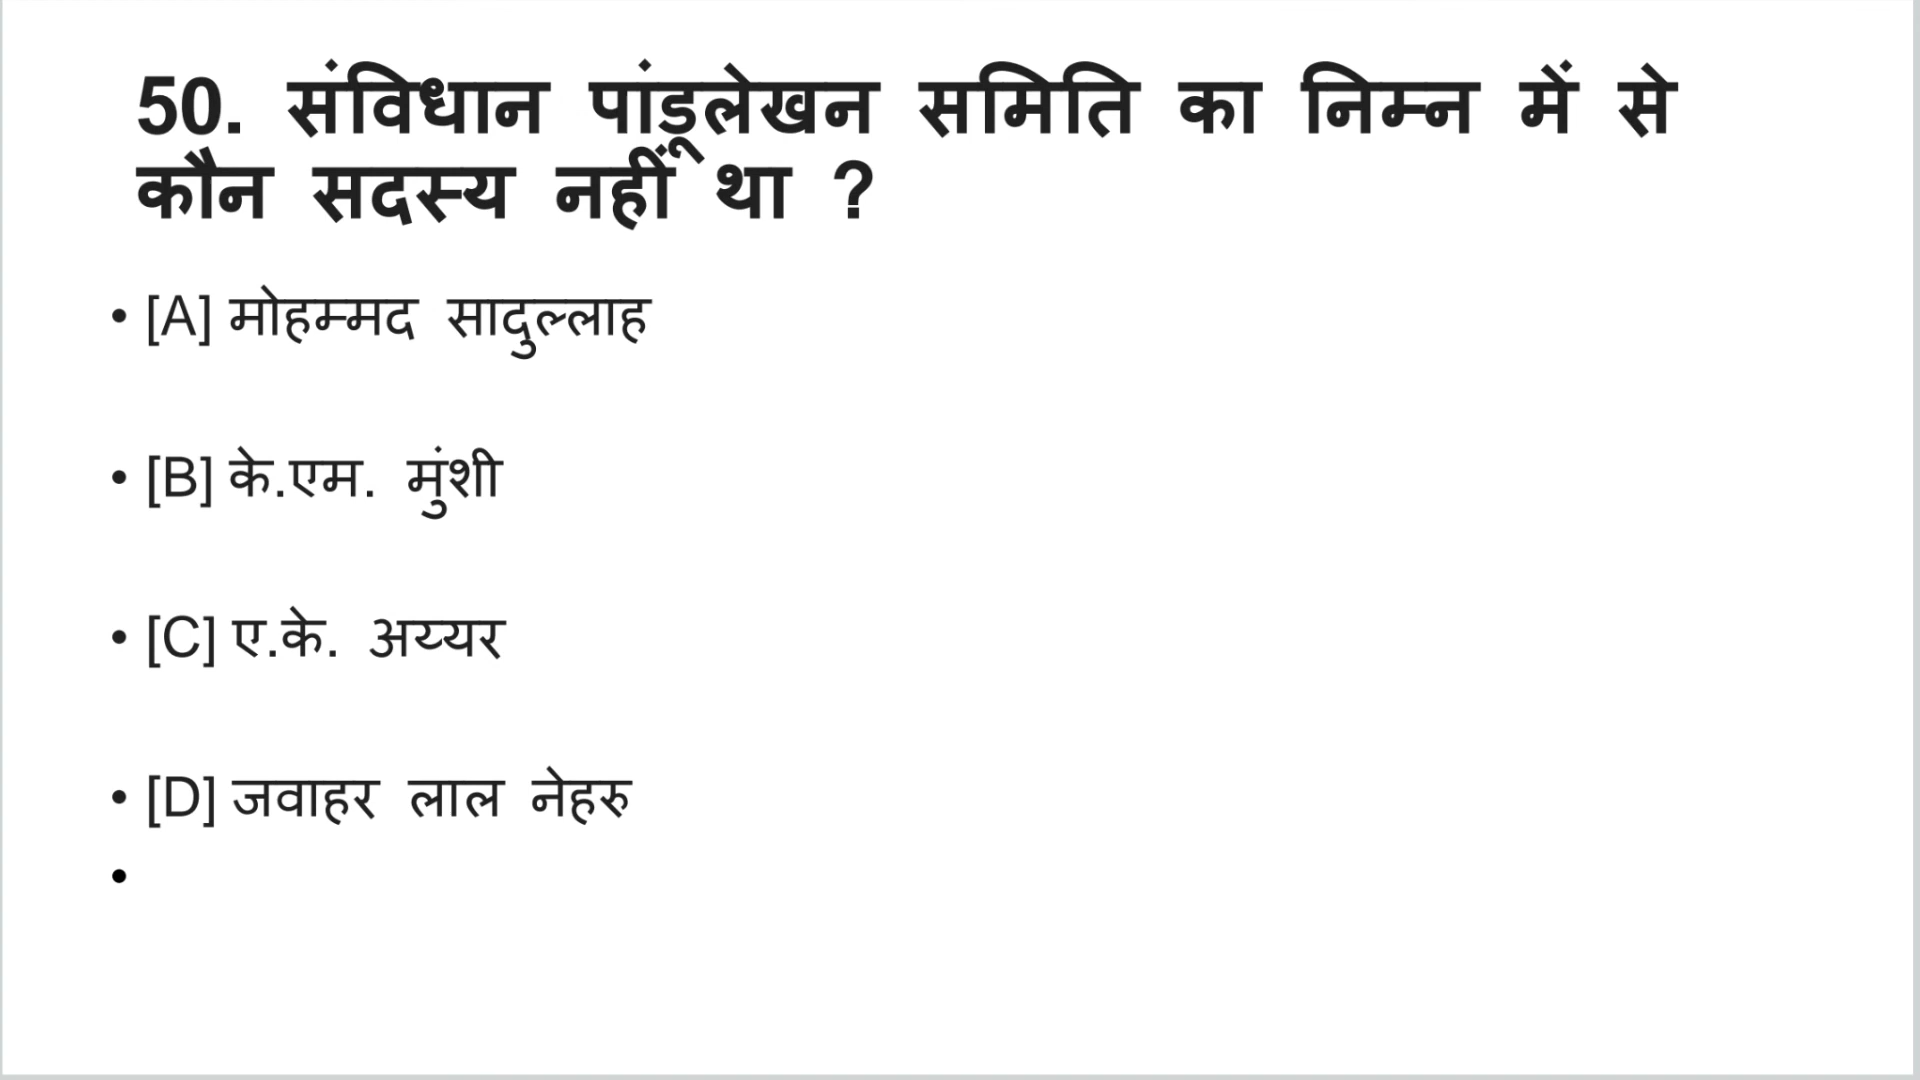 50. संविधान पांडूलेखन समिति का निम्न में से
कौन सदस्य नहीं था ?
• [A] मोहम्मद सादुल्लाह
• [B] के.एम. मुंशी
• [C] ए.के. अय्यर
• [D] जवाहर लाल नेहरु
•